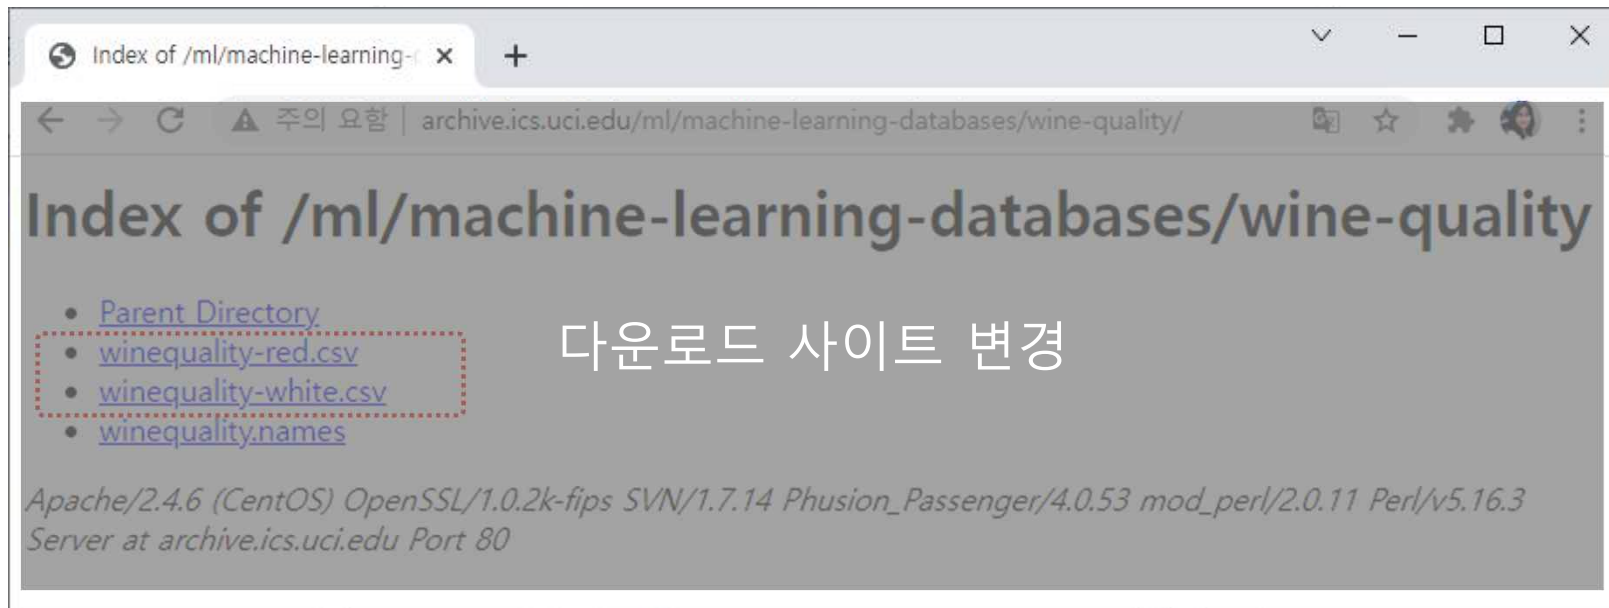 Index of /ml/machine-learning-
주의 요함 | archive.ics.uci.edu/ml/machine-learning-databases/wine-quality/
Index of /ml/machine-learning-databases/wine-quality
Parent Directory
winequality-red.csv
다운로드 사이트 변경
winequality-white.csv
winequality.names
Apache/2.4.6 (CentOS) OpenSSL/1.0.2k-fips SVN/1.7.14 Phusion_Passenger/4.0.53 mod_perl/2.0.11 Perl/v5.16.3
Server at archive.ics.uci.edu Port 80